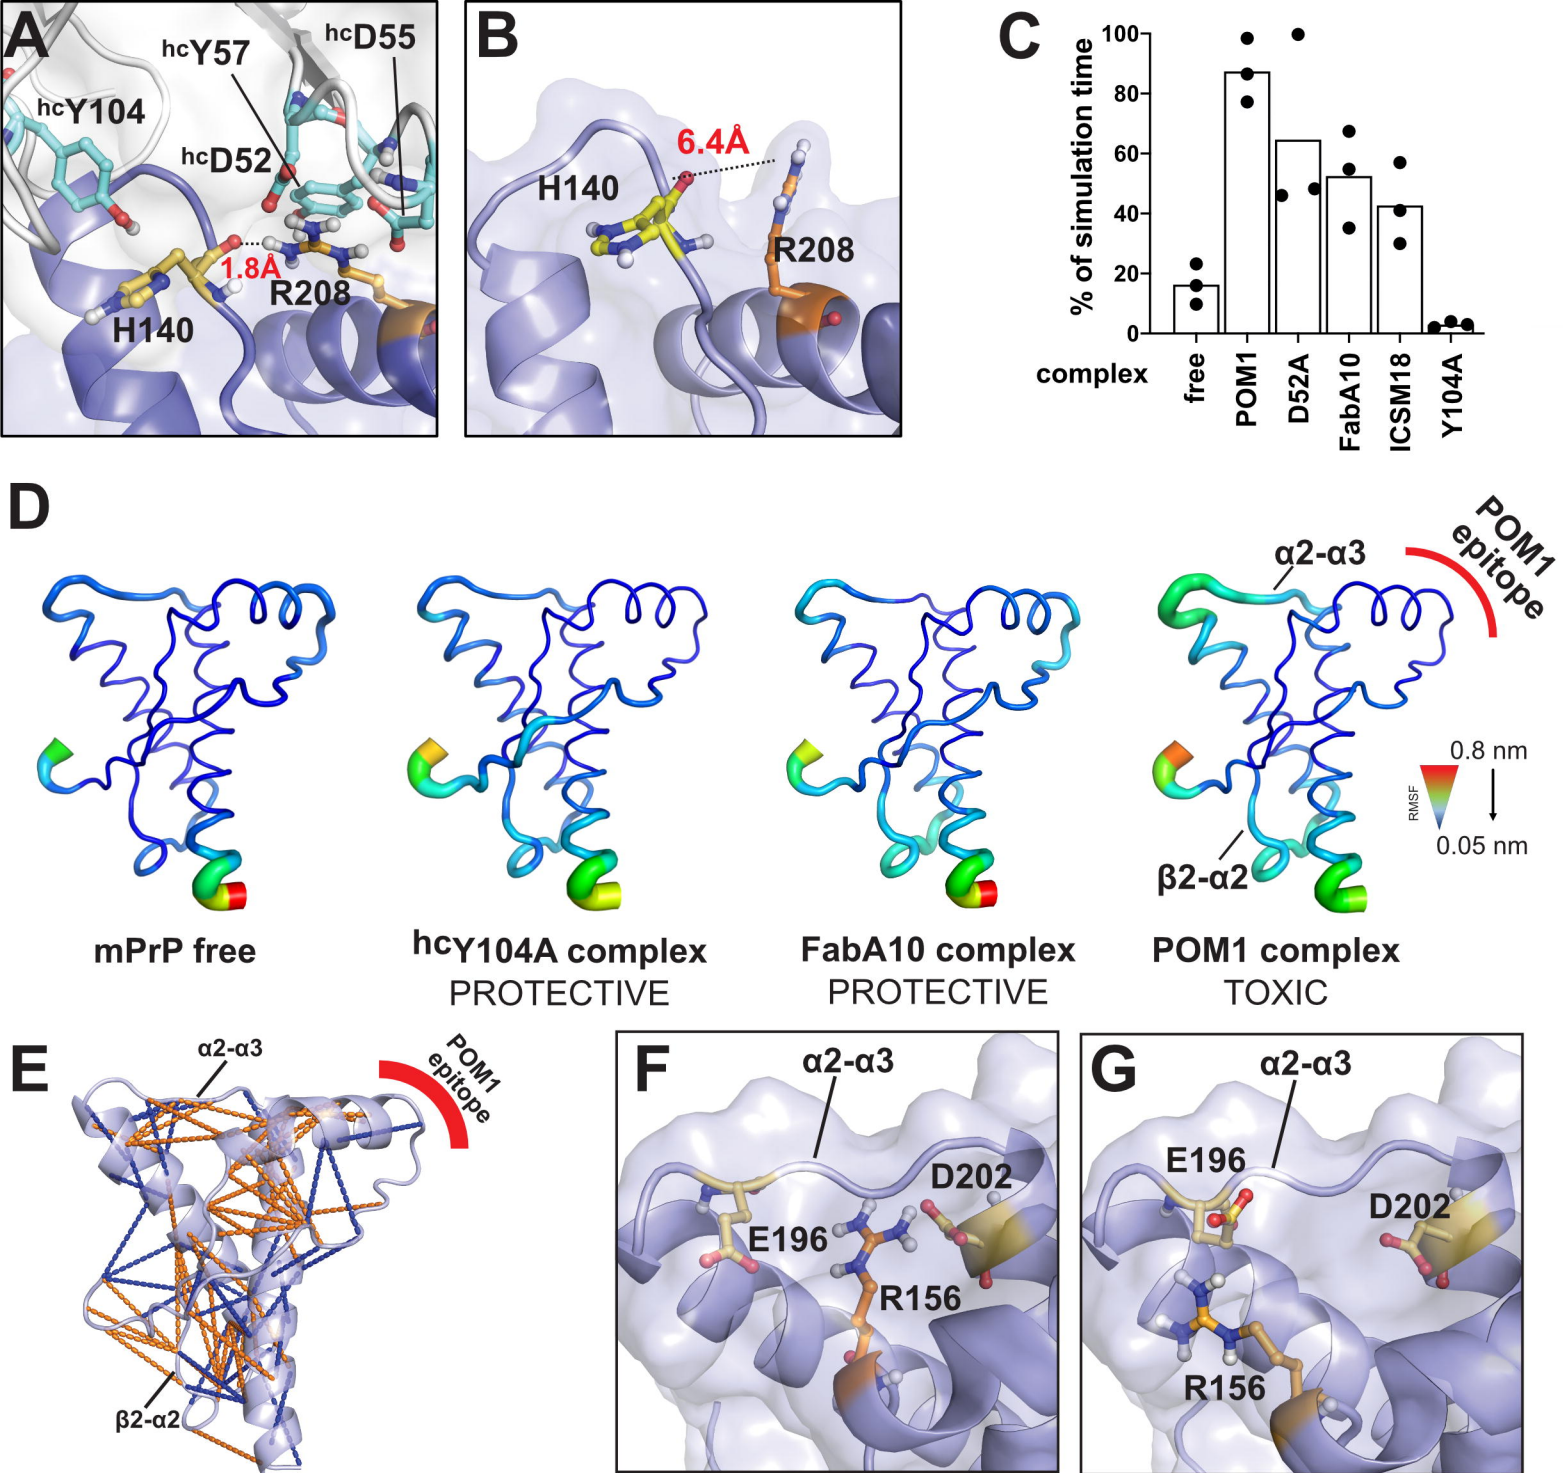 A
hcY57
hcD55
hcY104
hcD52
1.8Å
R208
H140
B
6.4Å
H140
R208
C
% of simulation time
100
80
60
40
20
0
complex
free
POM1
D52A
FabA10
ICSM18
Y104A
D
α2-α3
POM1
epitope
0.8 nm
RMSF
0.05 nm
β2-α2
mPrP free
hcY104A complex
PROTECTIVE
FabA10 complex
PROTECTIVE
POM1 complex
TOXIC
E
α2-α3
POM1
epitope
β2-α2
F
α2-α3
D202
E196
R156
G
α2-α3
E196
D202
R156